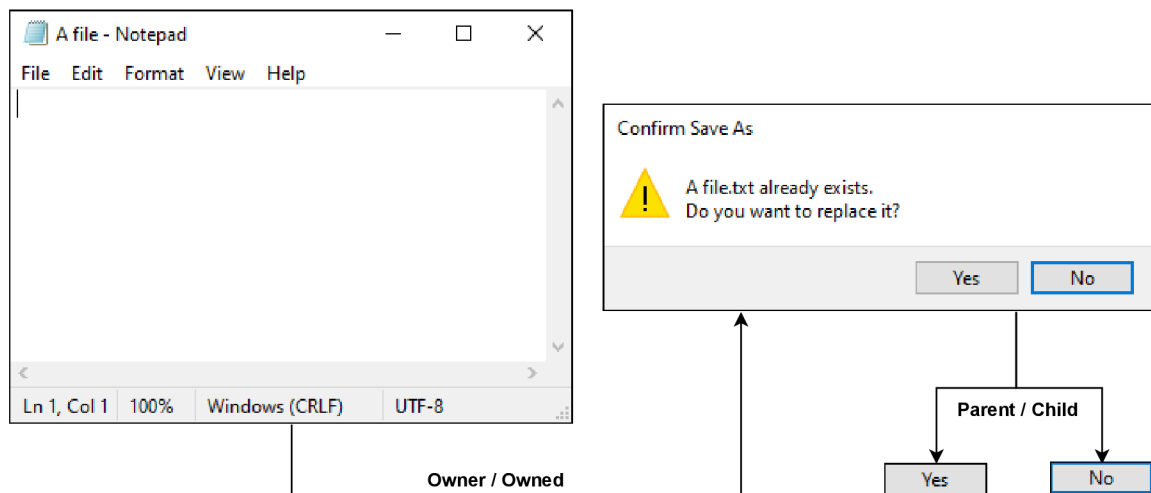 A file - Notepad
File Edit Format View Help
Ln 1, Col 1 100% Windows (CRLF) UTF-8
Confirm Save As
A file.txt already exists.
Do you want to replace it?
Yes No
Owner / Owned
Parent / Child
Yes No